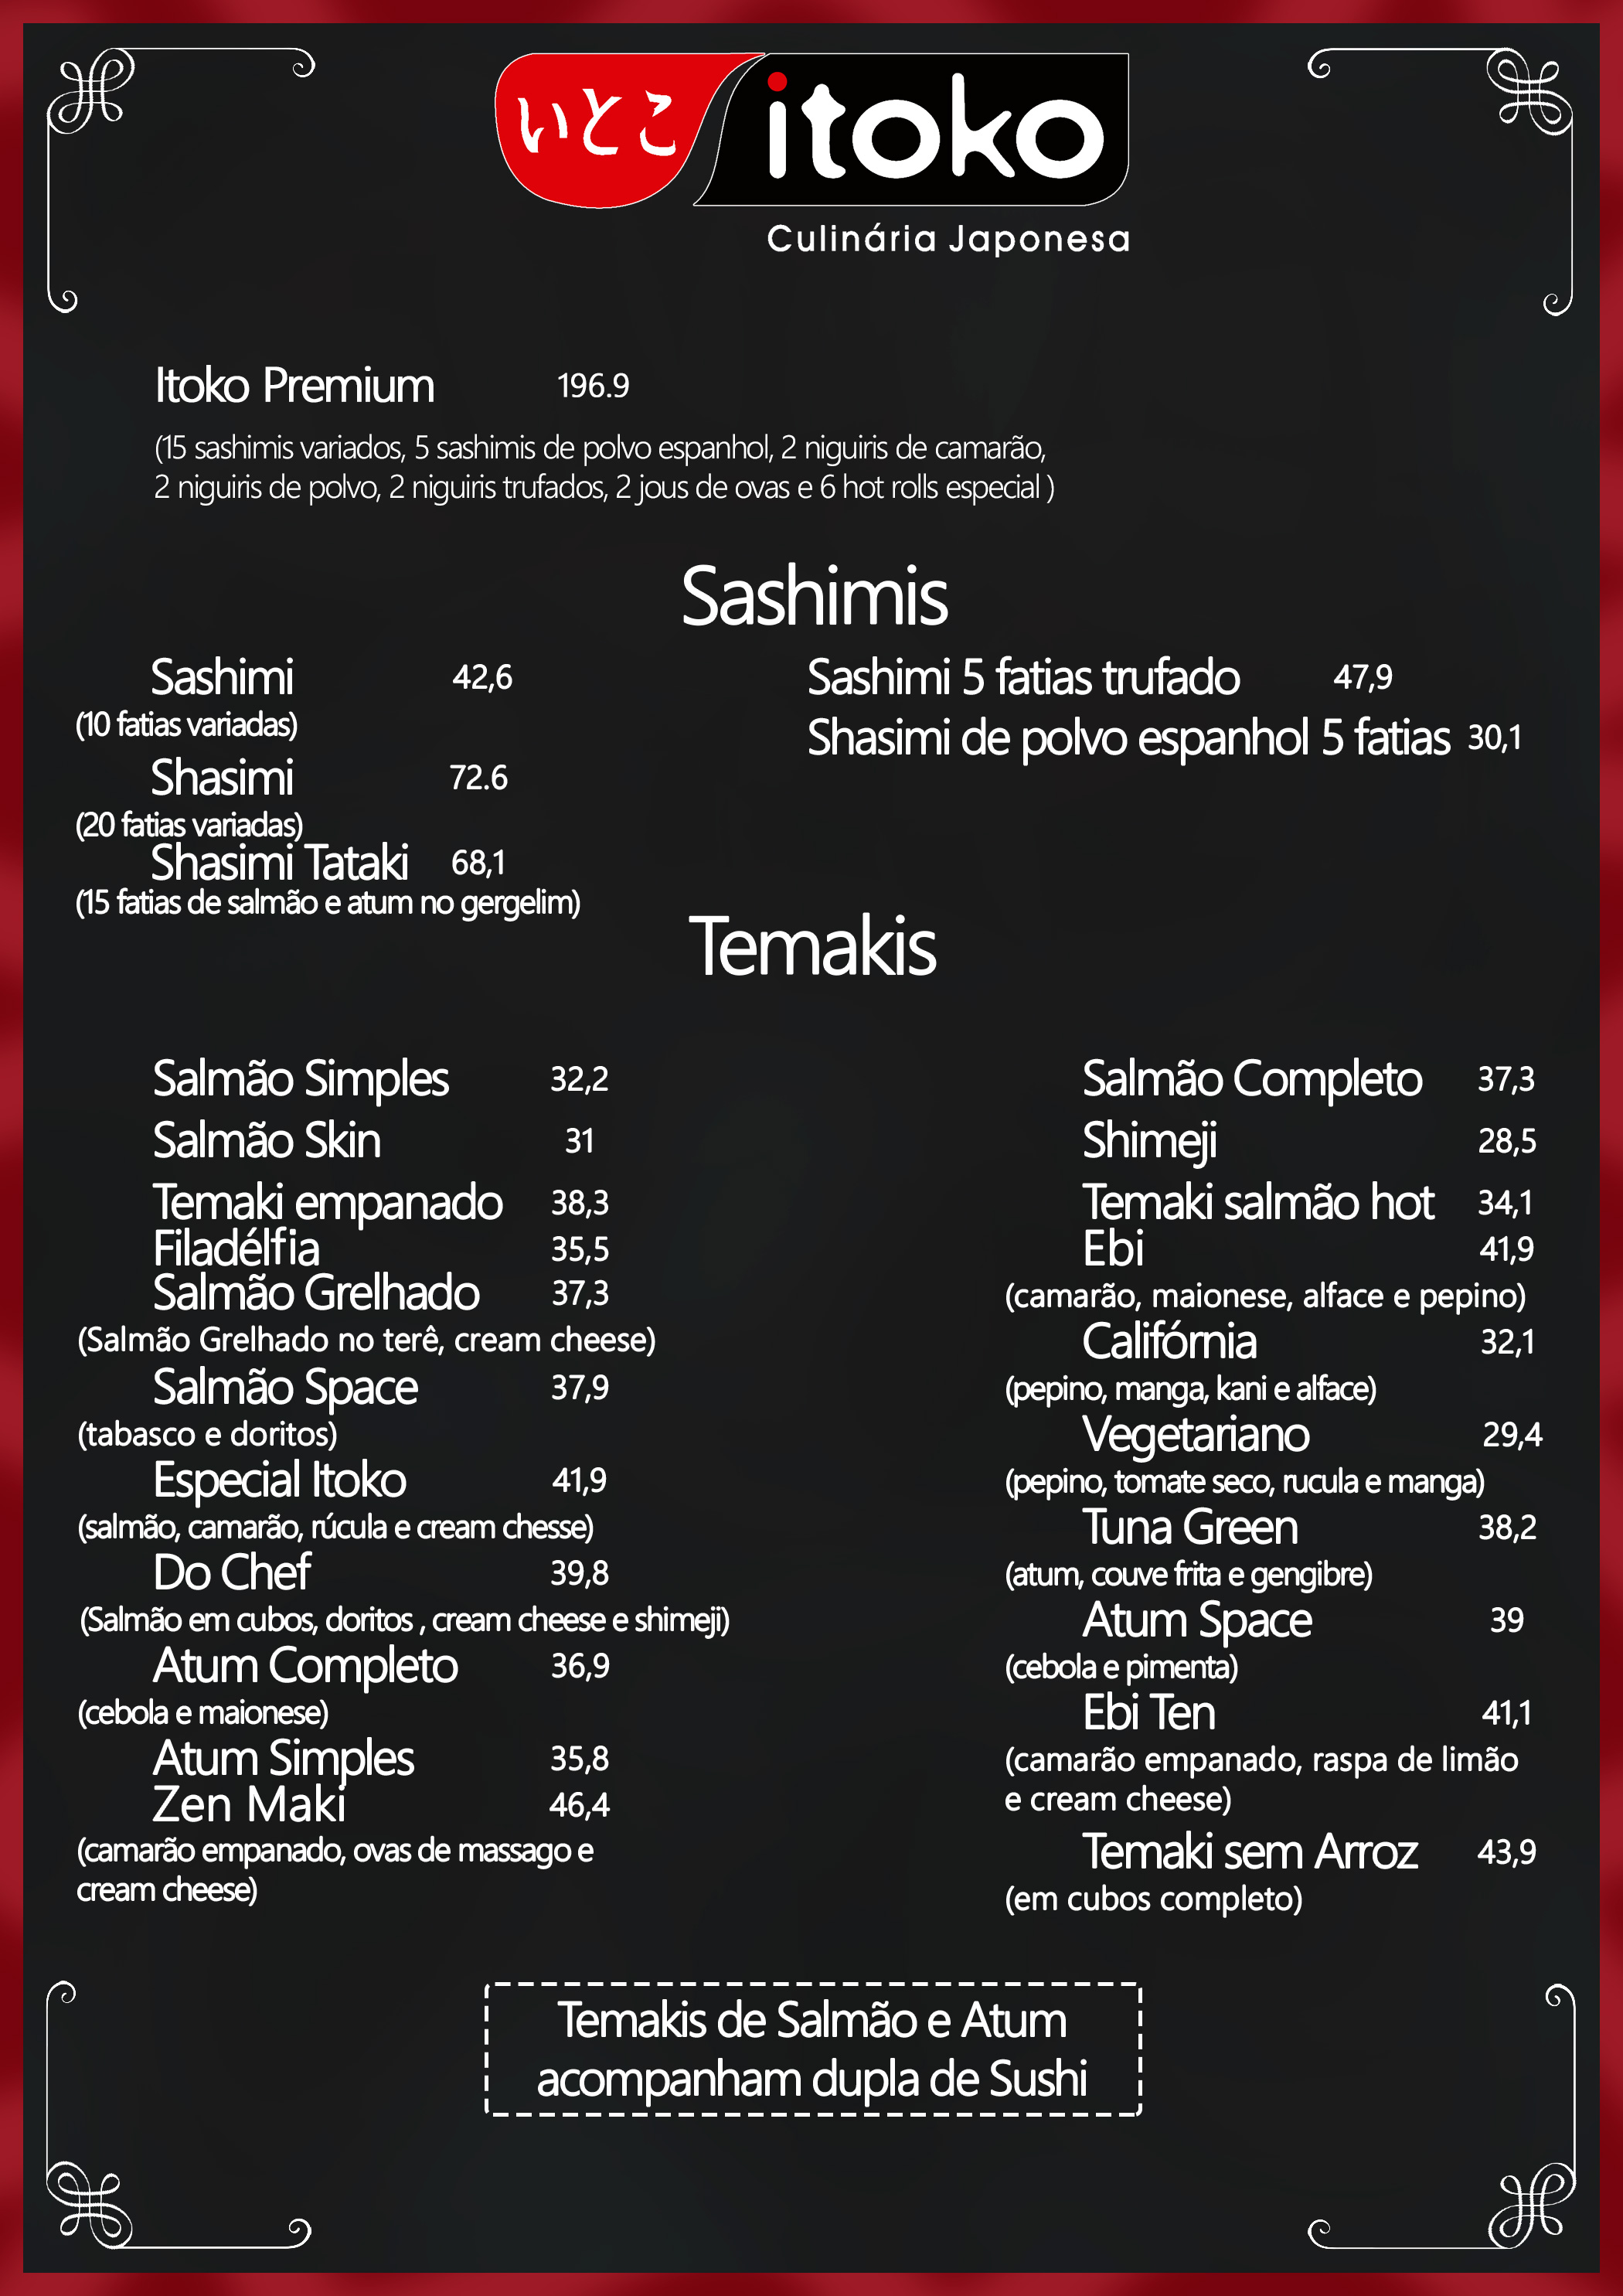 いとこ itoko
Culinária Japonesa
Itoko Premium 196.9
(15 sashimis variados, 5 sashimis de polvo espanhol, 2 niguiris de camarão,
2 niguiris de polvo, 2 niguiris trufados, 2 jous de ovas e 6 hot rolls especial )
Sashimis
Sashimi 42,6
(10 fatias variadas)
Shasimi 72.6
(20 fatias variadas)
Shasimi Tataki 68,1
(15 fatias de salmão e atum no gergelim)
Sashimi 5 fatias trufado 47,9
Shasimi de polvo espanhol 5 fatias 30,1
Temakis
Salmão Simples 32,2
Salmão Skin 31
Temaki empanado 38,3
Filadélfia 35,5
Salmão Grelhado 37,3
(Salmão Grelhado no terê, cream cheese)
Salmão Space 37,9
(tabasco e doritos)
Especial Itoko 41,9
(salmão, camarão, rúcula e cream chesse)
Do Chef 39,8
(Salmão em cubos, doritos , cream cheese e shimeji)
Atum Completo 36,9
(cebola e maionese)
Atum Simples 35,8
Zen Maki 46,4
(camarão empanado, ovas de massago e
cream cheese)
Salmão Completo 37,3
Shimeji 28,5
Temaki salmão hot 34,1
Ebi 41,9
(camarão, maionese, alface e pepino)
Califórnia 32,1
(pepino, manga, kani e alface)
Vegetariano 29,4
(pepino, tomate seco, rucula e manga)
Tuna Green 38,2
(atum, couve frita e gengibre)
Atum Space 39
(cebola e pimenta)
Ebi Ten 41,1
(camarão empanado, raspa de limão
e cream cheese)
Temaki sem Arroz 43,9
(em cubos completo)
Temakis de Salmão e Atum
acompanham dupla de Sushi